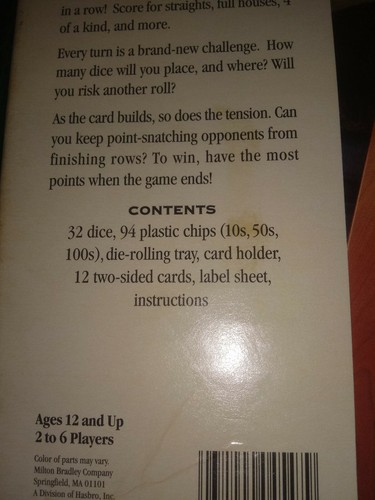 in a row! Score for straights, full houses, 4
of a kind, and more.
Every turn is a brand-new challenge. How
many dice will you place, and where? Will
you risk another roll?
As the card builds, so does the tension. Can
you keep point-snatching opponents from
finishing rows? To win, have the most
points when the game ends!
CONTENTS
32 dice, 94 plastic chips (10s, 50s,
100s), die-rolling tray, card holder,
12 two-sided cards, label sheet,
instructions
Ages 12 and Up
2 to 6 Players
Color of parts may vary.
Milton Bradley Company
Springfield, MA 01101
A Division of Hasbro, Inc.